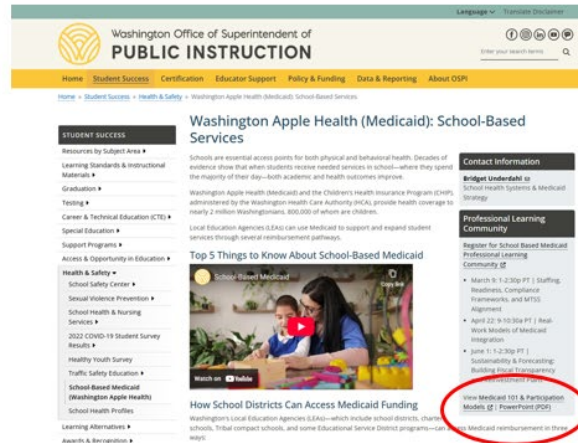 Language
Translate Disclaimer
Washington Office of Superintendent of
PUBLIC INSTRUCTION
Enter your search terms
Home Student Success Certification Educator Support Policy & Funding Data & Reporting About OSPI
Home » Student Success » Health & Safety » Washington Apple Health (Medicaid): School-Based Services
STUDENT SUCCESS
Resources by Subject Area
Learning Standards & Instructional
Materials
Graduation
Testing
Career & Technical Education (CTE)
Special Education
Support Programs
Access & Opportunity in Education
Health & Safety
School Safety Center
Sexual Violence Prevention
School Health & Nursing
Services
2022 COVID-19 Student Survey
Results
Healthy Youth Survey
Traffic Safety Education
School-Based Medicaid
(Washington Apple Health)
School Health Profiles
Learning Alternatives
Awards & Recognition
Washington Apple Health (Medicaid): School-Based
Services
Schools are essential access points for both physical and behavioral health. Decades of
evidence show that when students receive needed services in school—where they spend
the majority of their day—both academic and health outcomes improve.
Washington Apple Health (Medicaid) and the Children's Health Insurance Program (CHIP),
administered by the Washington Health Care Authority (HCA), provide health coverage to
nearly 2 million Washingtonians, 800,000 of whom are children.
Local Education Agencies (LEAs) can use Medicaid to support and expand student
services through several reimbursement pathways.
Top 5 Things to Know About School-Based Medicaid
School-Based Medicaid
Copy link
Watch on YouTube
How School Districts Can Access Medicaid Funding
Washington's Local Education Agencies (LEAs)—which include school districts, charter
schools, Tribal compact schools, and some Educational Service District programs—can access Medicaid reimbursement in three
ways:
Contact Information
Bridget Underdahl
School Health Systems & Medicaid
Strategy
Professional Learning
Community
Register for School Based Medicaid
Professional Learning
Community
• March 9: 1-2:30p PT | Staffing,
Readiness, Compliance
Frameworks, and MTSS
Alignment
• April 22: 9-10:30a PT | Real-
Work Models of Medicaid
Integration
• June 1: 1-2:30p PT |
Sustainability & Forecasting:
Building Fiscal Transparency
Plans
View Medicaid 101 & Participation
Models | PowerPoint (PDF)